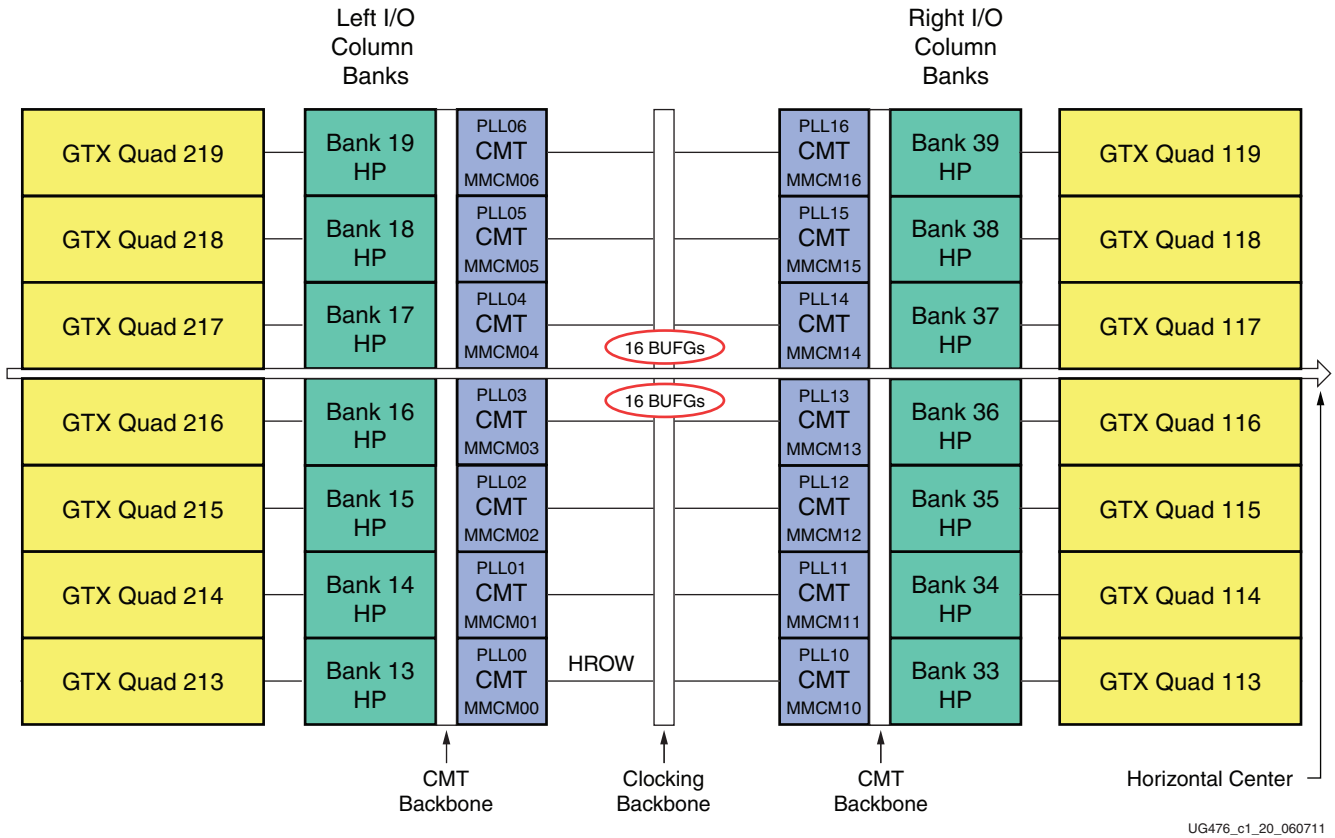 Left I/O
Column
Banks
Right I/O
Column
Banks
GTX Quad 219
Bank 19
HP
PLL06
CMT
MMCM06
PLL16
CMT
MMCM16
Bank 39
HP
GTX Quad 119
GTX Quad 218
Bank 18
HP
PLL05
CMT
MMCM05
PLL15
CMT
MMCM15
Bank 38
HP
GTX Quad 118
GTX Quad 217
Bank 17
HP
PLL04
CMT
MMCM04
16 BUFGs
PLL14
CMT
MMCM14
Bank 37
HP
GTX Quad 117
GTX Quad 216
Bank 16
HP
PLL03
CMT
MMCM03
16 BUFGs
PLL13
CMT
MMCM13
Bank 36
HP
GTX Quad 116
GTX Quad 215
Bank 15
HP
PLL02
CMT
MMCM02
PLL12
CMT
MMCM12
Bank 35
HP
GTX Quad 115
GTX Quad 214
Bank 14
HP
PLL01
CMT
MMCM01
PLL11
CMT
MMCM11
Bank 34
HP
GTX Quad 114
GTX Quad 213
Bank 13
HP
PLL00
CMT
MMCM00
HROW
PLL10
CMT
MMCM10
Bank 33
HP
GTX Quad 113
CMT
Backbone
Clocking
Backbone
CMT
Backbone
Horizontal Center
UG476_c1_20_060711